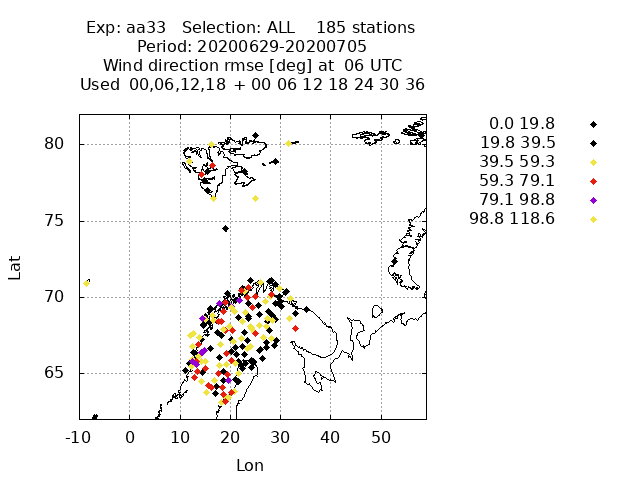 Exp: aa33 Selection: ALL 185 stations
Period: 20200629-20200705
Wind direction rmse [deg] at 06 UTC
Used 00,06,12,18 + 00 06 12 18 24 30 36
0.0 19.8
19.8 39.5
39.5 59.3
59.3 79.1
79.1 98.8
98.8 118.6
80
75
70
65
Lat
-10 0 10 20 30 40 50
Lon